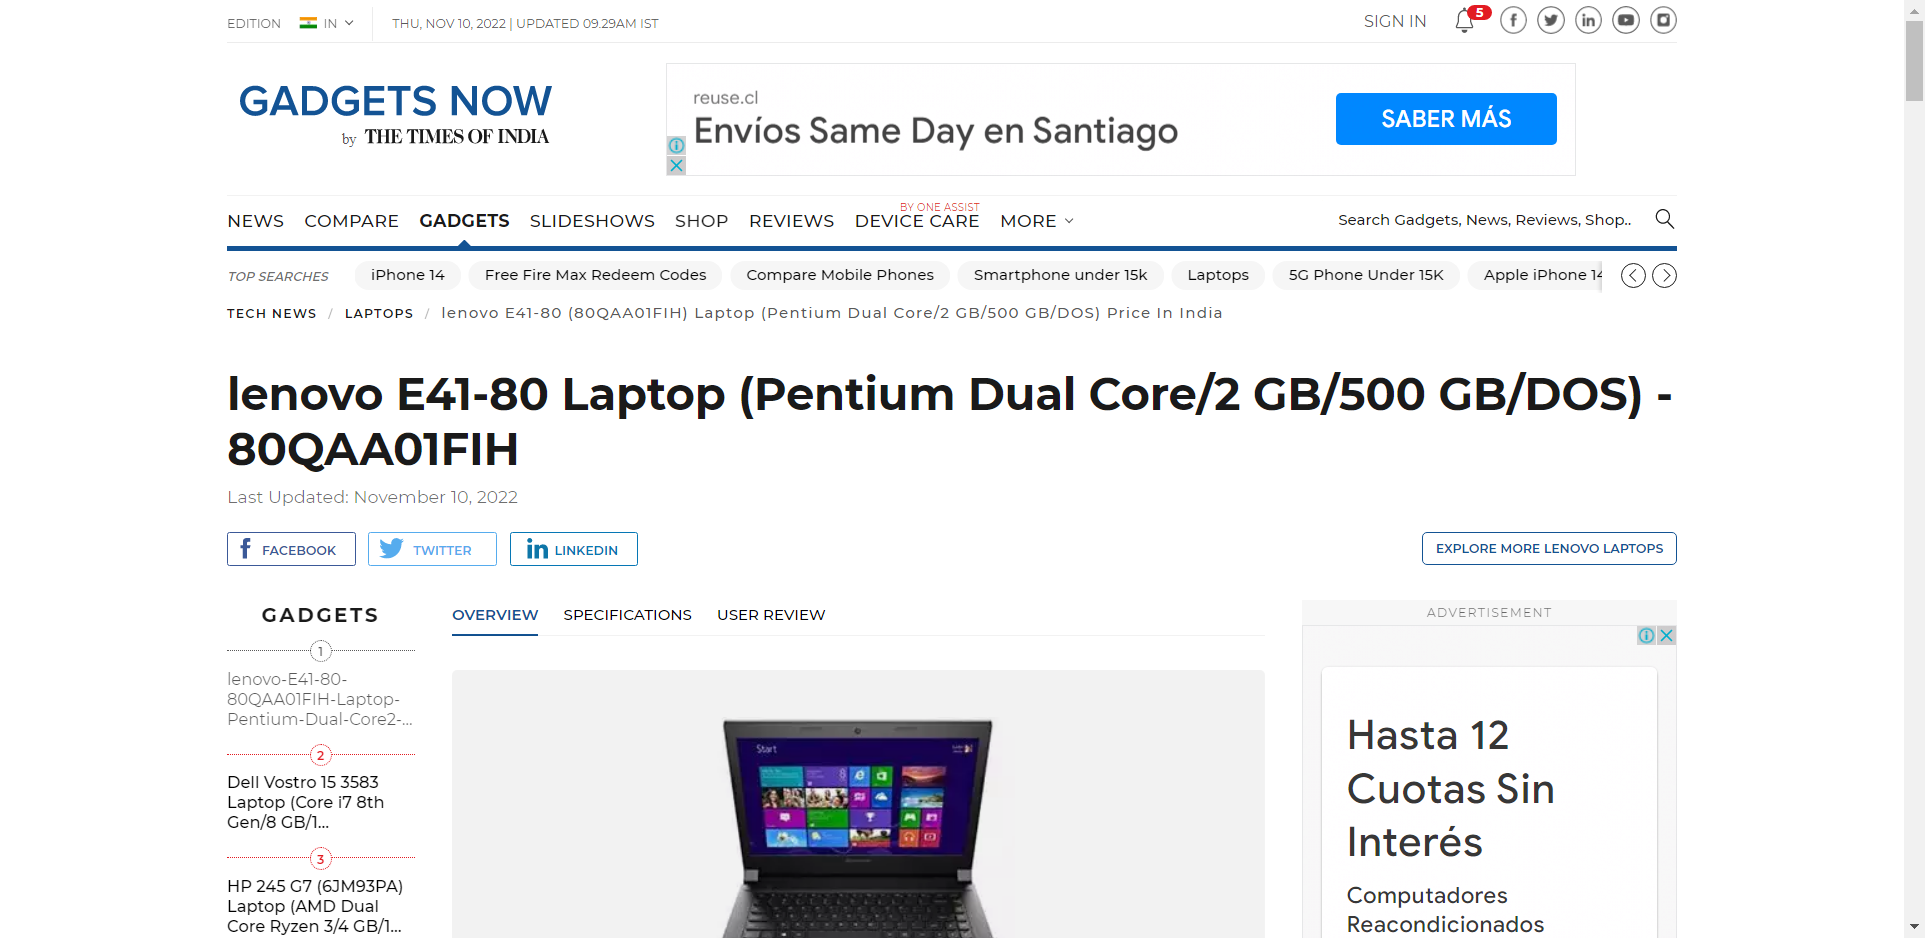 EDITION IN THU, NOV 10, 2022 | UPDATED 09.29AM IST SIGN IN 5
GADGETS NOW
by THE TIMES OF INDIA
reuse.cl
Envíos Same Day en Santiago
SABER MÁS
BY ONE ASSIST
NEWS COMPARE GADGETS SLIDESHOWS SHOP REVIEWS DEVICE CARE MORE Search Gadgets, News, Reviews, Shop..
TOP SEARCHES iPhone 14 Free Fire Max Redeem Codes Compare Mobile Phones Smartphone under 15k Laptops 5G Phone Under 15K Apple iPhone 14
TECH NEWS / LAPTOPS / lenovo E41-80 (80QAA01FIH) Laptop (Pentium Dual Core/2 GB/500 GB/DOS) Price In India
lenovo E41-80 Laptop (Pentium Dual Core/2 GB/500 GB/DOS) -
80QAA01FIH
Last Updated: November 10, 2022
FACEBOOK TWITTER LINKEDIN EXPLORE MORE LENOVO LAPTOPS
GADGETS
1
lenovo-E41-80-
80QAA01FIH-Laptop-
Pentium-Dual-Core2-...
2
Dell Vostro 15 3583
Laptop (Core i7 8th
Gen/8 GB/1...
3
HP 245 G7 (6JM93PA)
Laptop (AMD Dual
Core Ryzen 3/4 GB/1...
OVERVIEW SPECIFICATIONS USER REVIEW
Start
ADVERTISEMENT
Hasta 12
Cuotas Sin
Interés
Computadores
Reacondicionados